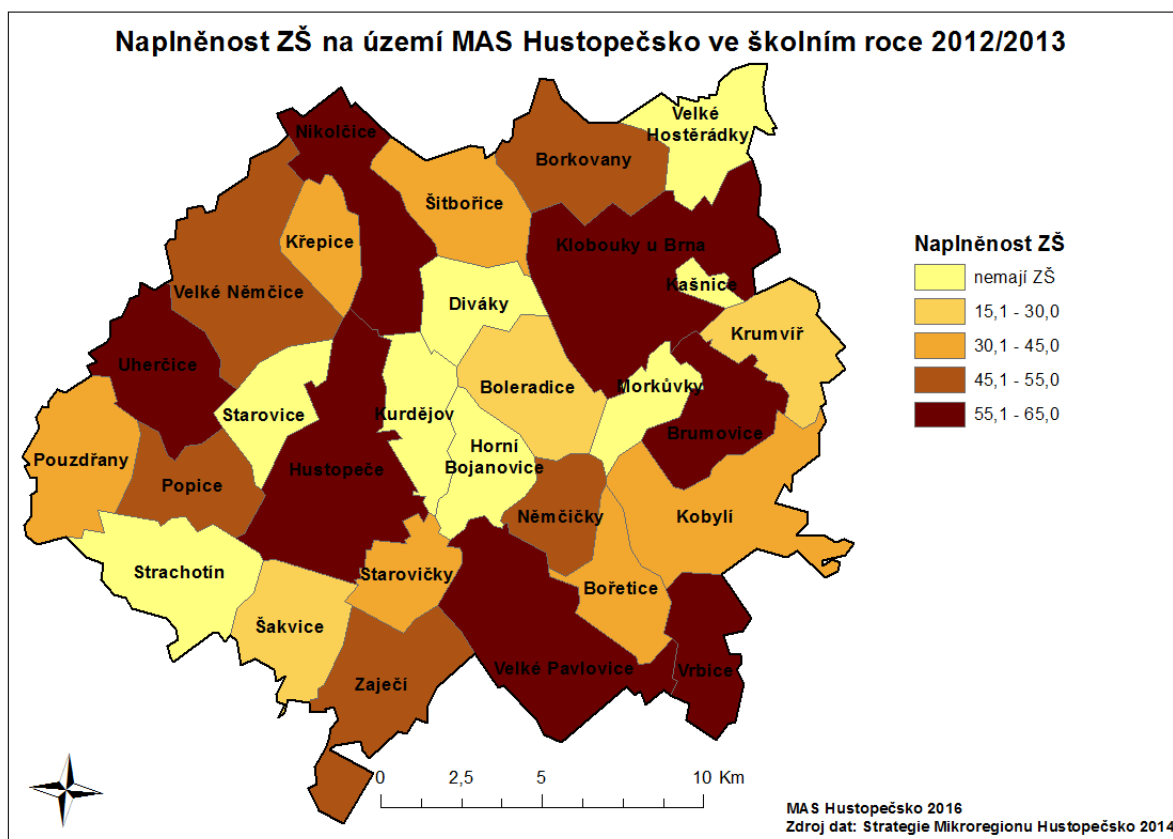 Naplněnost ZŠ na území MAS Hustopečsko ve školním roce 2012/2013
Velké
Hostěrádky
Nikolčice
Borkovany
Šitbořice
Křepice
Klobouky u Brna
Kašnice
Velké Němčice
Diváky
Krumvíř
Uherčice
Boleradice
Morkůvky
Starovice
Kurdějov
Brumovice
Pouzdřany
Horní
Bojanovice
Hustopeče
Popice
Němčičky
Kobylí
Strachotín
Starovičky
Bořetice
Šakvice
Velké Pavlovice
Vrbice
Zaječí
Naplněnost ZŠ
nemají ZŠ
15,1 - 30,0
30,1 - 45,0
45,1 - 55,0
55,1 - 65,0
0 2,5 5 10 Km
MAS Hustopečsko 2016
Zdroj dat: Strategie Mikroregionu Hustopečsko 2014